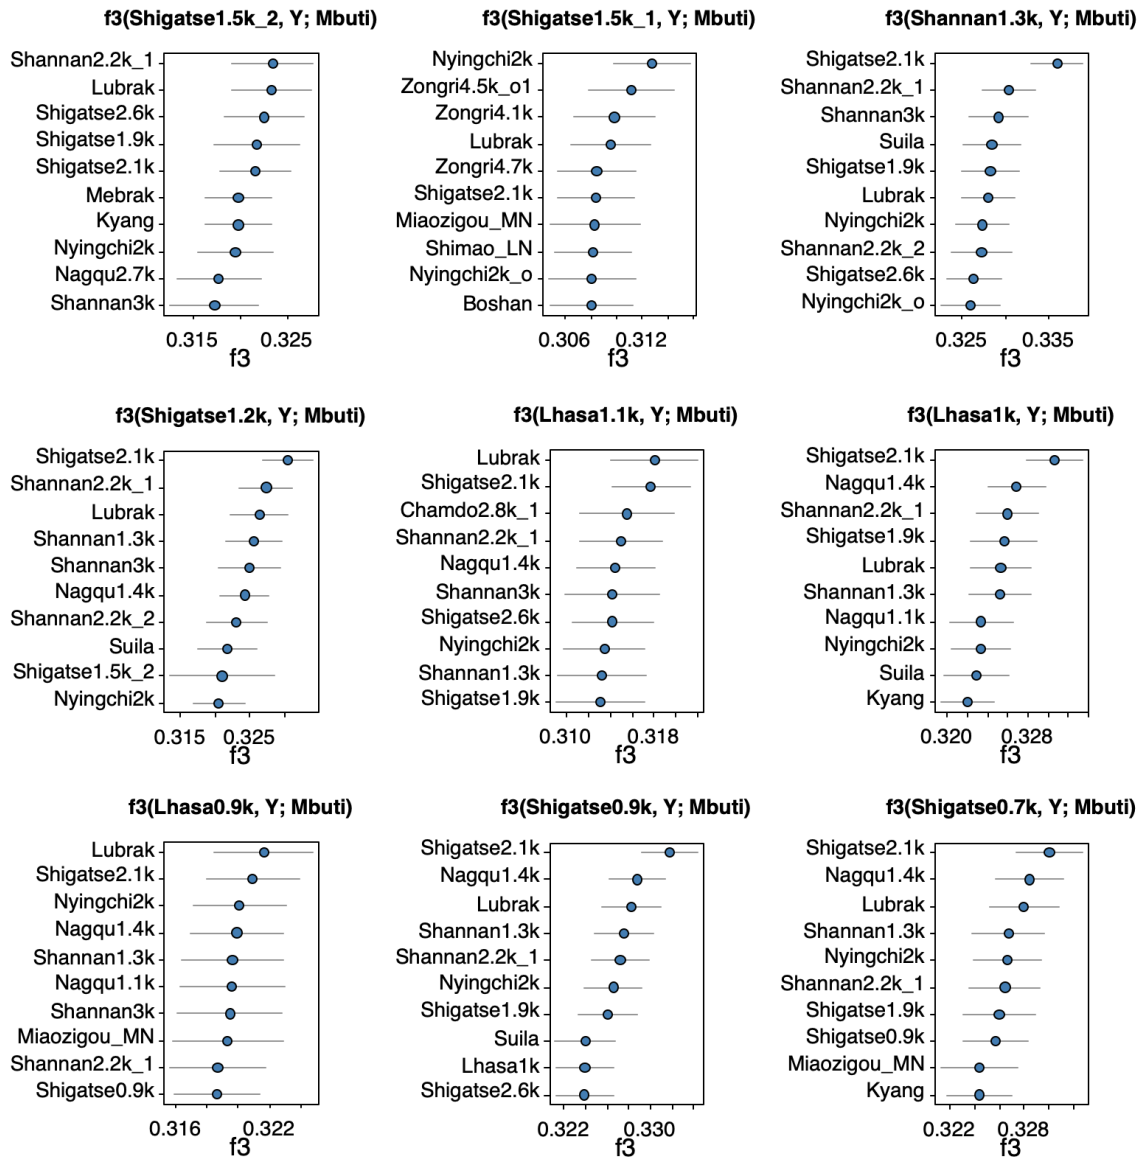 f3(Shigatse1.5k_2, Y; Mbuti)
Shannan2.2k_1
Lubrak
Shigatse2.6k
Shigatse1.9k
Shigatse2.1k
Mebrak
Kyang
Nyingchi2k
Nagqu2.7k
Shannan3k
0.315 0.325
f3
f3(Shigatse1.5k_1, Y; Mbuti)
Nyingchi2k
Zongri4.5k_o1
Zongri4.1k
Lubrak
Zongri4.7k
Shigatse2.1k
Miaozigou_MN
Shimao_LN
Nyingchi2k_o
Boshan
0.306 0.312
f3
f3(Shannan1.3k, Y; Mbuti)
Shigatse2.1k
Shannan2.2k_1
Shannan3k
Suila
Shigatse1.9k
Lubrak
Nyingchi2k
Shannan2.2k_2
Shigatse2.6k
Nyingchi2k_o
0.325 0.335
f3
f3(Shigatse1.2k, Y; Mbuti)
Shigatse2.1k
Shannan2.2k_1
Lubrak
Shannan1.3k
Shannan3k
Nagqu1.4k
Shannan2.2k_2
Suila
Shigatse1.5k_2
Nyingchi2k
0.315 0.325
f3
f3(Lhasa1.1k, Y; Mbuti)
Lubrak
Shigatse2.1k
Chamdo2.8k_1
Shannan2.2k_1
Nagqu1.4k
Shannan3k
Shigatse2.6k
Nyingchi2k
Shannan1.3k
Shigatse1.9k
0.310 0.318
f3
f3(Lhasa1k, Y; Mbuti)
Shigatse2.1k
Nagqu1.4k
Shannan2.2k_1
Shigatse1.9k
Lubrak
Shannan1.3k
Nagqu1.1k
Nyingchi2k
Suila
Kyang
0.320 0.328
f3
f3(Lhasa0.9k, Y; Mbuti)
Lubrak
Shigatse2.1k
Nyingchi2k
Nagqu1.4k
Shannan1.3k
Nagqu1.1k
Shannan3k
Miaozigou_MN
Shannan2.2k_1
Shigatse0.9k
0.316 0.322
f3
f3(Shigatse0.9k, Y; Mbuti)
Shigatse2.1k
Nagqu1.4k
Lubrak
Shannan1.3k
Shannan2.2k_1
Nyingchi2k
Shigatse1.9k
Suila
Lhasa1k
Shigatse2.6k
0.322 0.330
f3
f3(Shigatse0.7k, Y; Mbuti)
Shigatse2.1k
Nagqu1.4k
Lubrak
Shannan1.3k
Nyingchi2k
Shannan2.2k_1
Shigatse1.9k
Shigatse0.9k
Miaozigou_MN
Kyang
0.322 0.328
f3